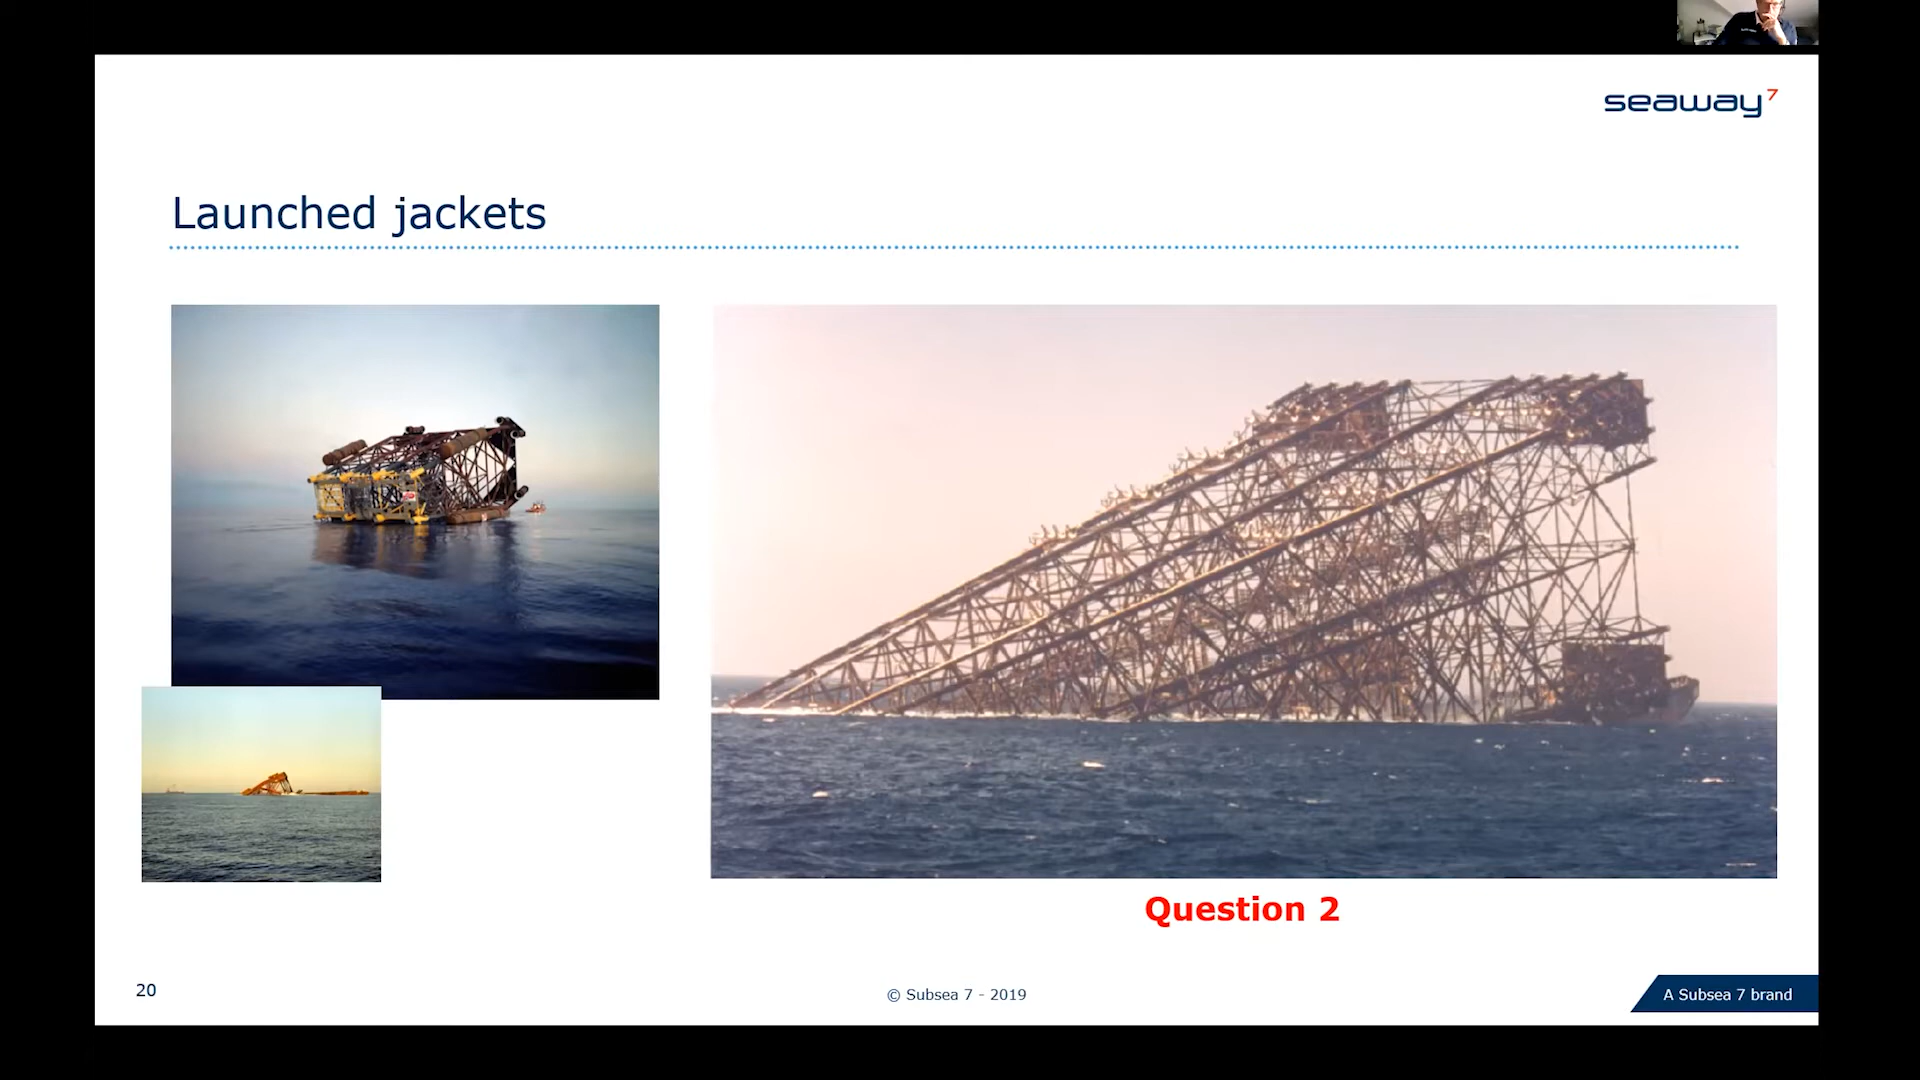 seaway7
Launched jackets
Question 2
20
© Subsea 7 - 2019
A Subsea 7 brand